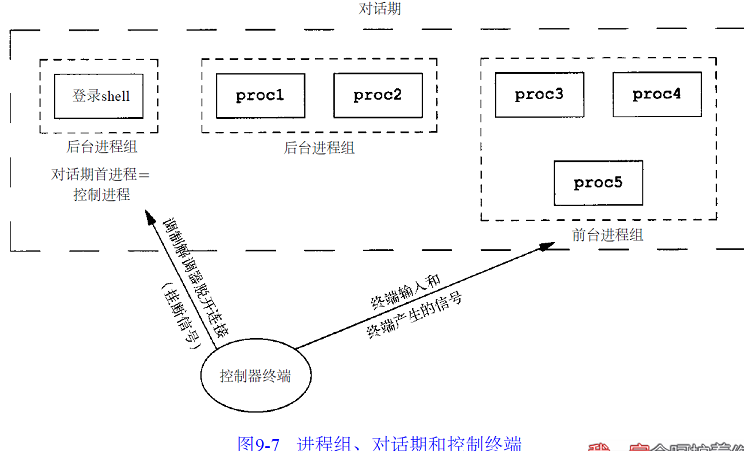 对话期
登录shell
proc1
proc2
proc3
proc4
proc5
后台进程组
对话期首进程=
控制进程
后台进程组
前台进程组
调制解调器脱开连接
(挂断信号)
终端输入和
终端产生的信号
控制器终端
图9-7 进程组、对话期和控制终端